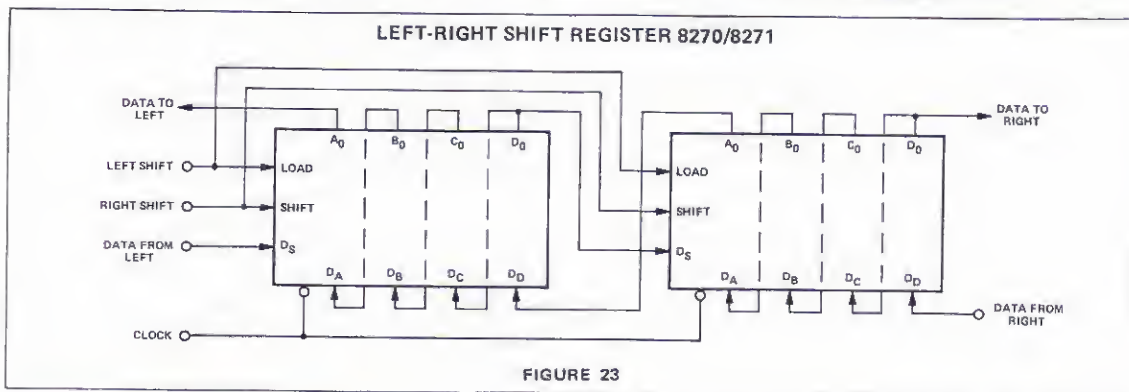 LEFT-RIGHT SHIFT REGISTER 8270/8271
DATA TO
LEFT
A0 B0 C0 D0
A0 B0 C0 D0
DATA TO
RIGHT
LEFT SHIFT
LOAD
LOAD
RIGHT SHIFT
SHIFT
SHIFT
DATA FROM
LEFT
DS
DS
DA DB DC DD
DA DB DC DD
DATA FROM
RIGHT
CLOCK
FIGURE 23